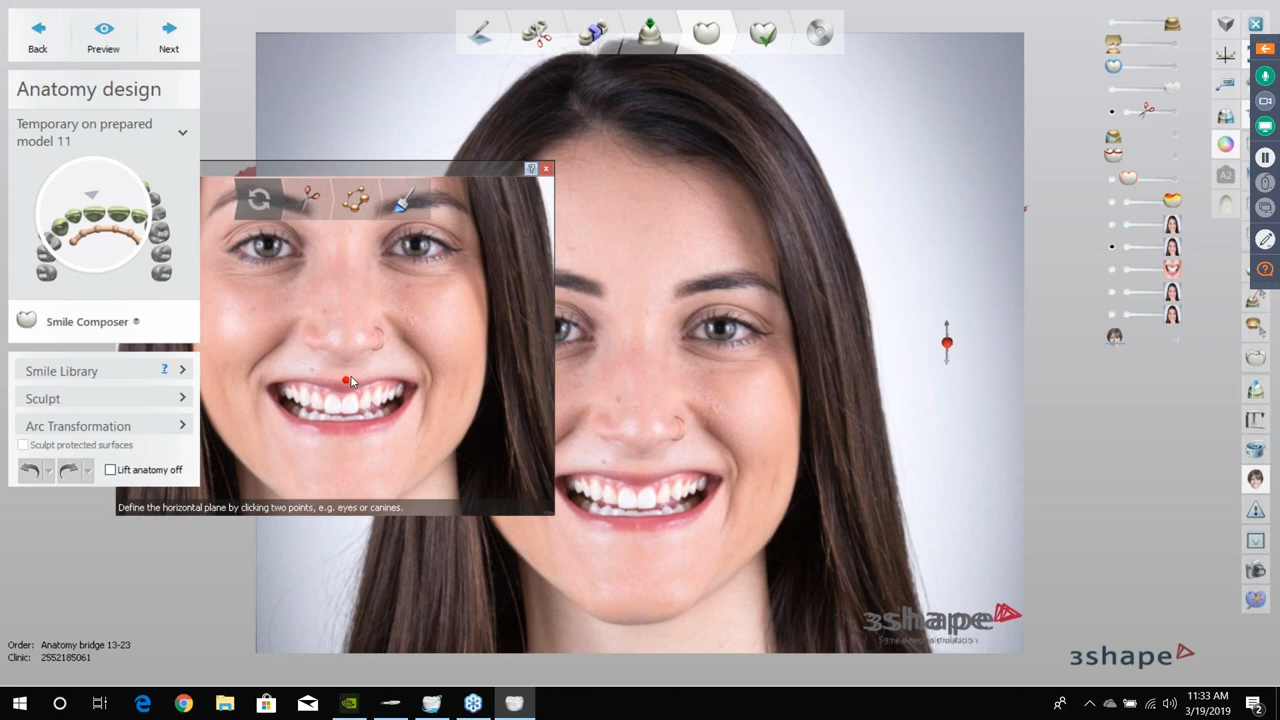 Back
Preview
Next
Anatomy design
Temporary on prepared
model 11
Smile Composer ®
Smile Library
?
Sculpt
Arc Transformation
Sculpt protected surfaces
Lift anatomy off
Define the horizontal plane by clicking two points, e.g. eyes or canines.
A2
3shape
3shape
Order: Anatomy bridge 13-23
Clinic: 2552185061
11:33 AM
3/19/2019
2